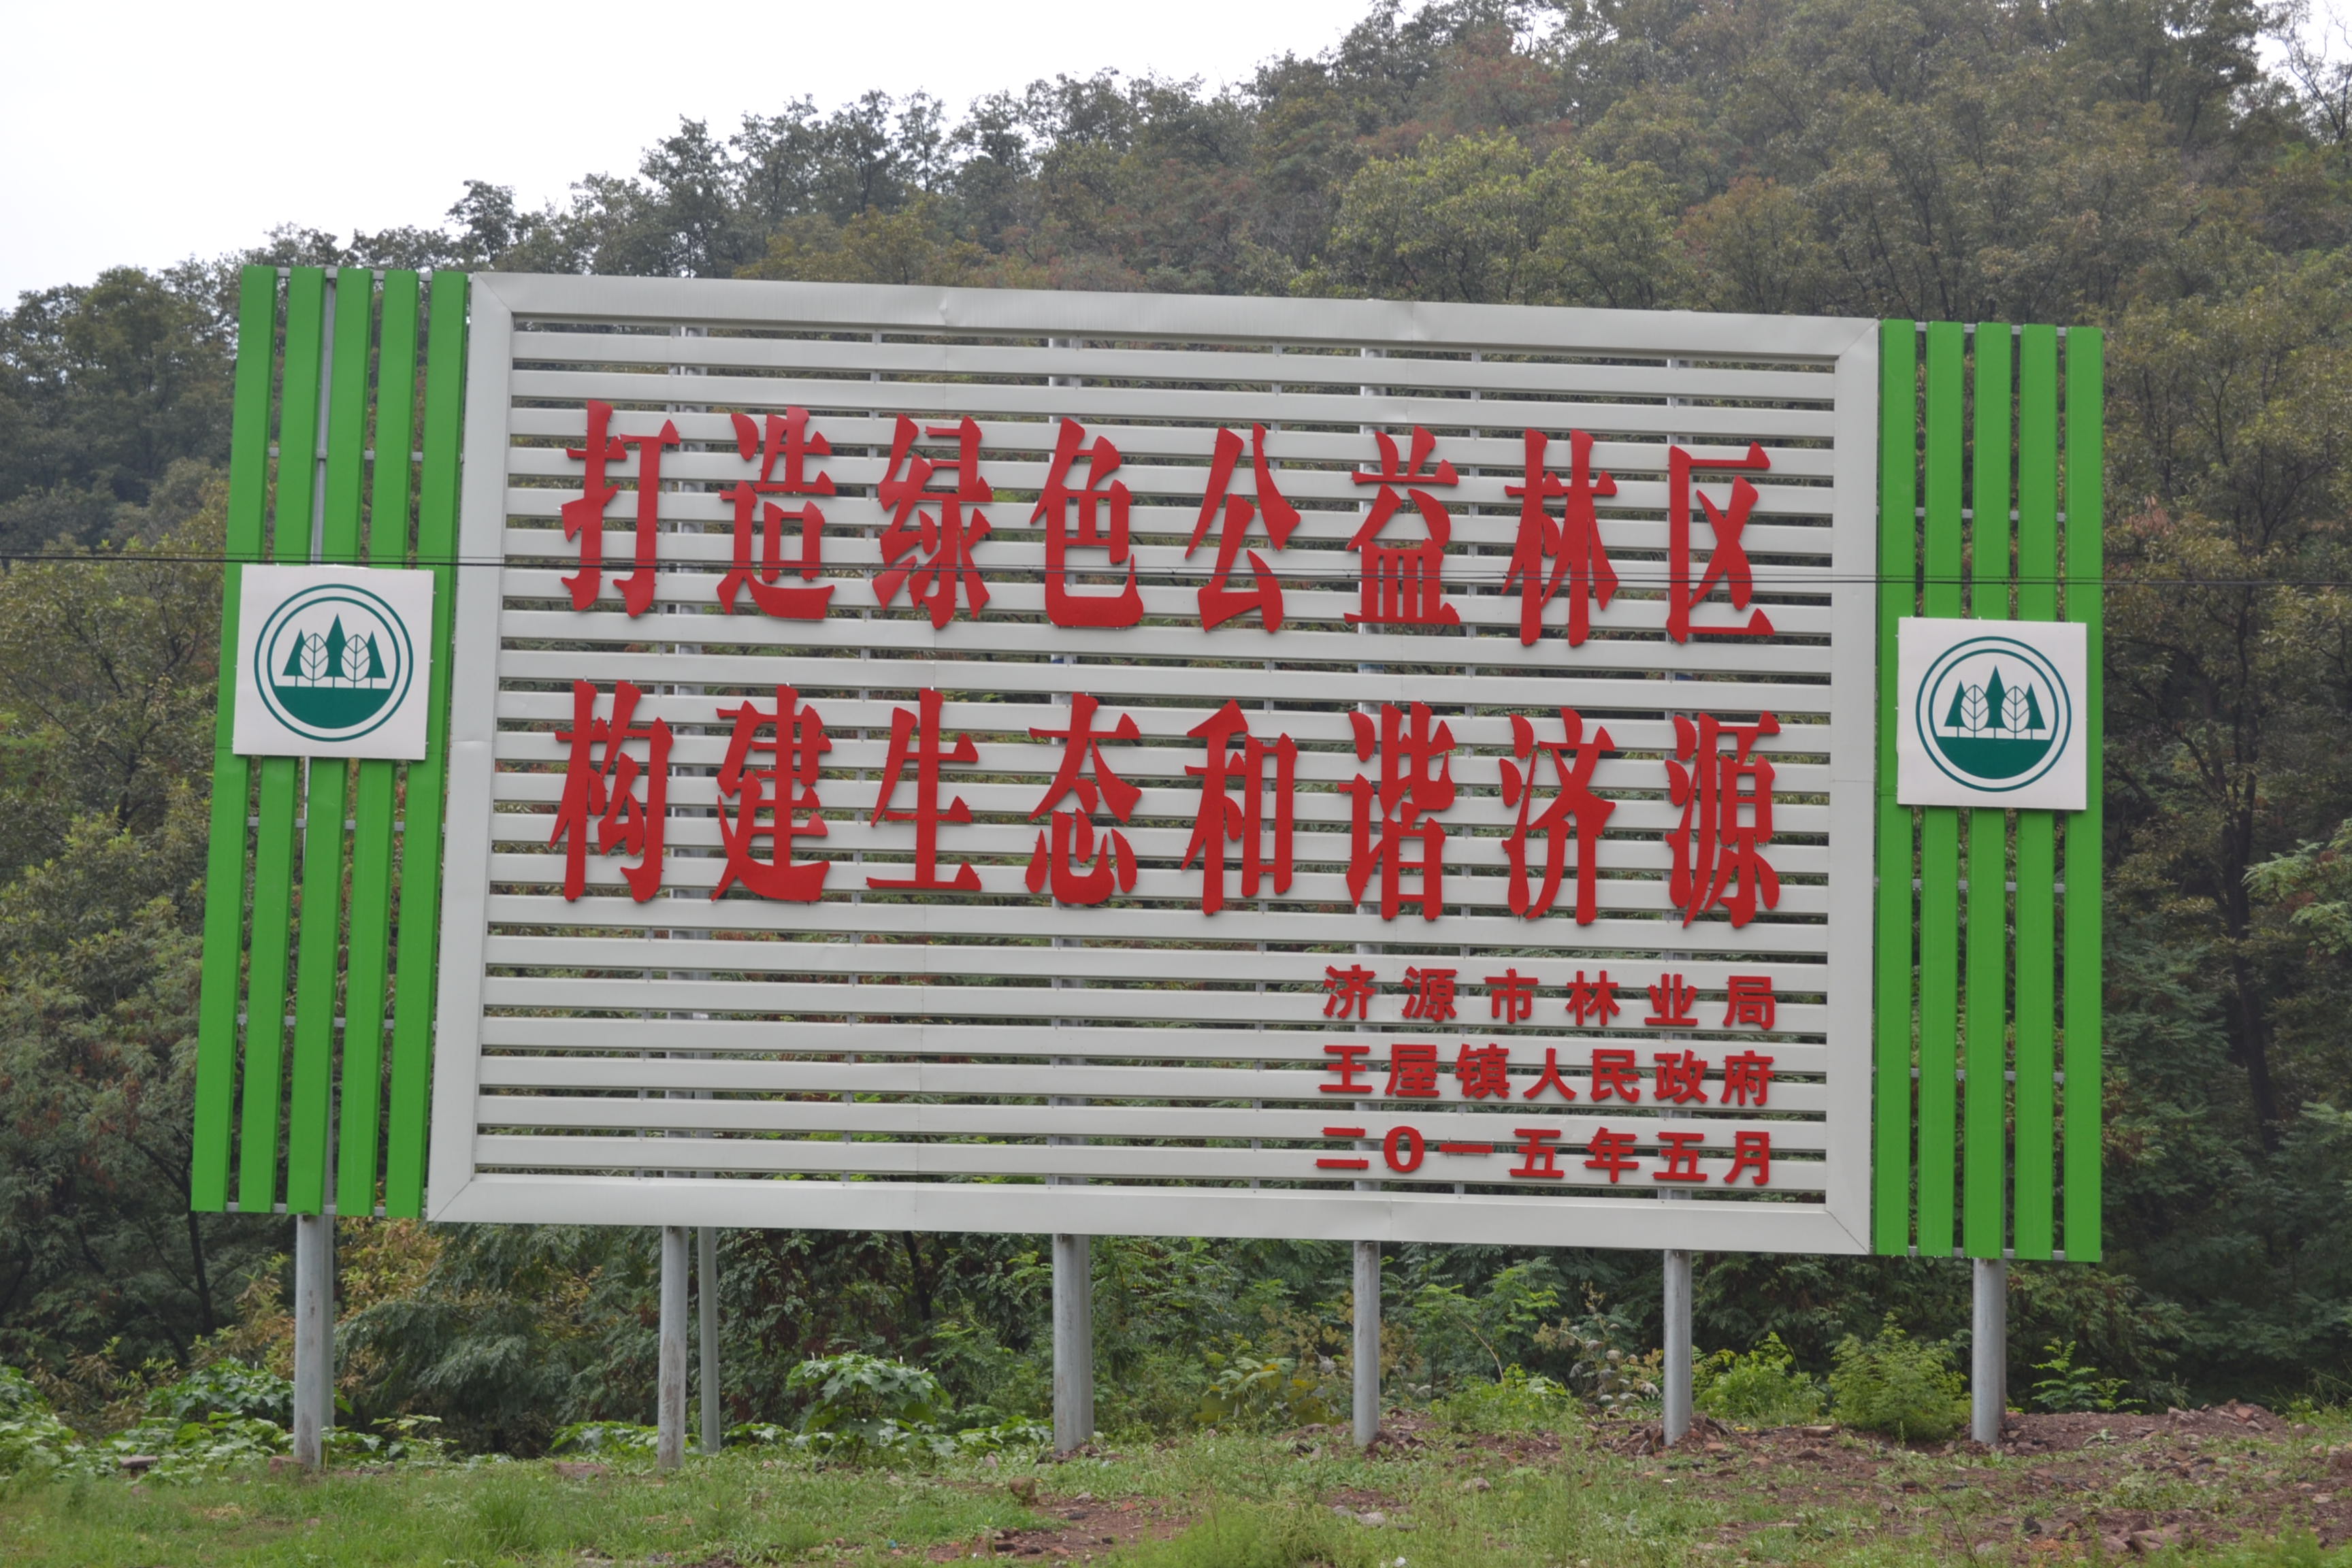 打造绿色公益林区
构建生态和谐济源
济源市林业局
王屋镇人民政府
二〇一五年五月